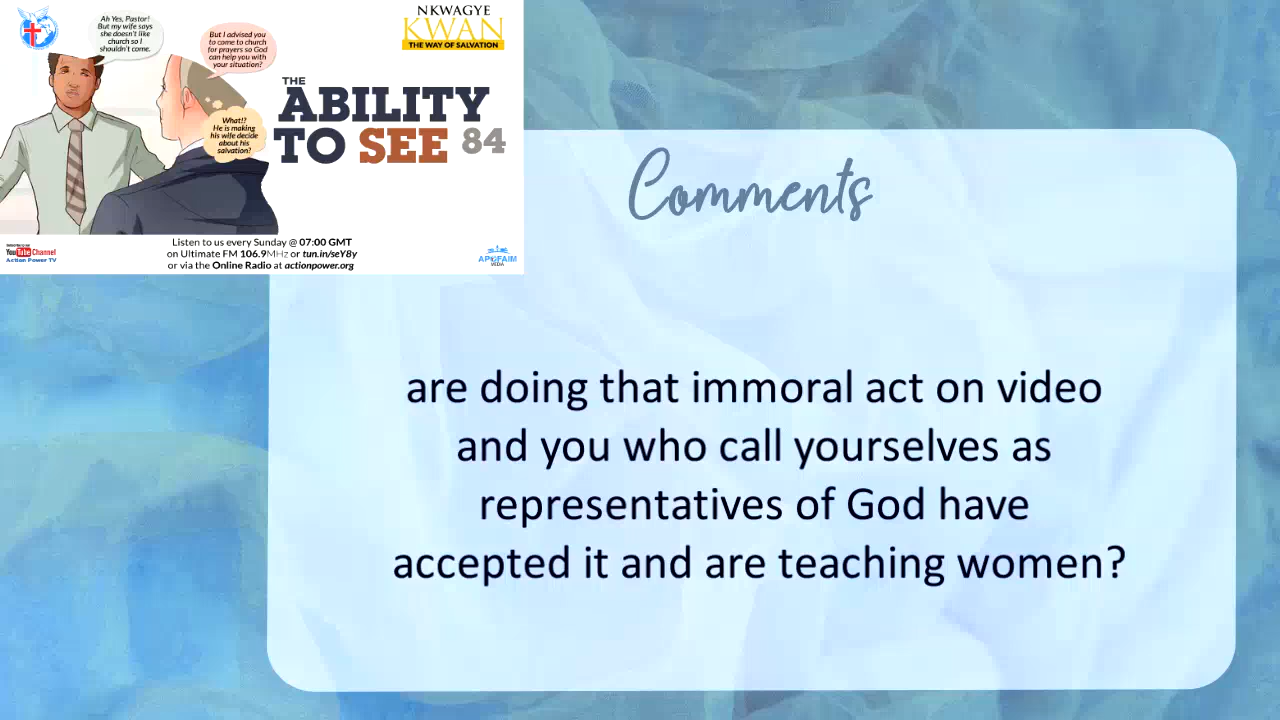 Ah Yes, Pastor!
But my wife says
she doesn't like
church so I
shouldn't come.
But I advised you
to come to church
for prayers so God
can help you with
your situation?
What!?
He is making
his wife decide
about his
salvation?
NKWAGYE
KWAN
THE WAY OF SALVATION
THE
ABILITY
TO SEE 84
YouTube Channel
Action Power TV
Listen to us every Sunday @ 07:00 GMT
on Ultimate FM 106.9MHz or tun.in/seY8y
or via the Online Radio at actionpower.org
APOFAIM
MEDIA
Comments
are doing that immoral act on video
and you who call yourselves as
representatives of God have
accepted it and are teaching women?